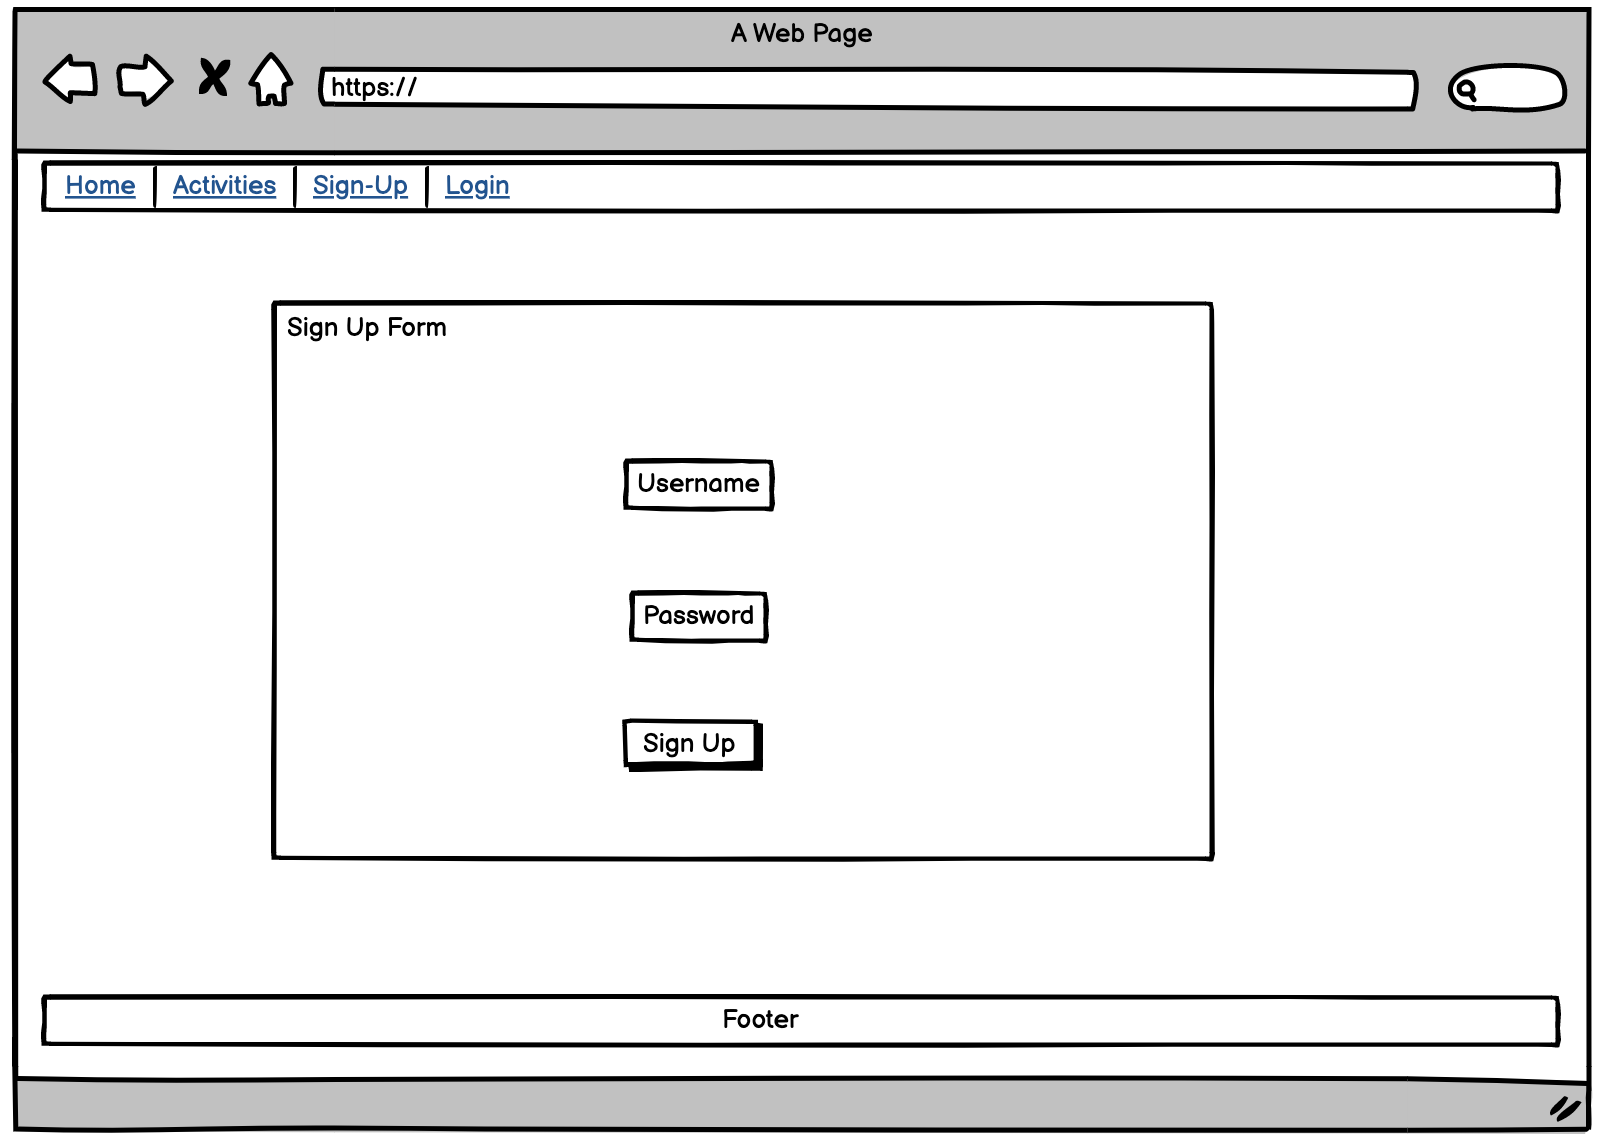 A Web Page
https://
Home Activities Sign-Up Login
Sign Up Form
Username
Password
Sign Up
Footer